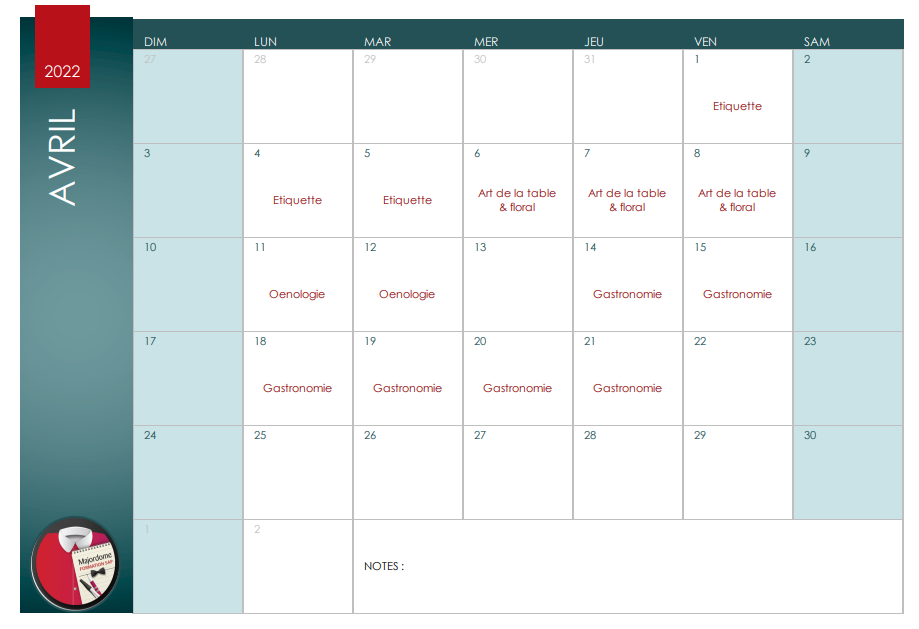 2022
AVRIL
DIM LUN MAR MER JEU VEN SAM
27 28 29 30 31 1 2
Etiquette
3 4 5 6 7 8 9
Etiquette Etiquette Art de la table Art de la table Art de la table
& floral & floral & floral
10 11 12 13 14 15 16
Oenologie Oenologie Gastronomie Gastronomie
17 18 19 20 21 22 23
Gastronomie Gastronomie Gastronomie Gastronomie
24 25 26 27 28 29 30
1 2
NOTES :
Majordome
FORMATION SAP